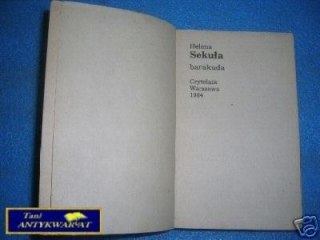 Helena
Sekuła
barakuda
Czytelnik
Warszawa
1984
Tani
ANTYKWARIAT